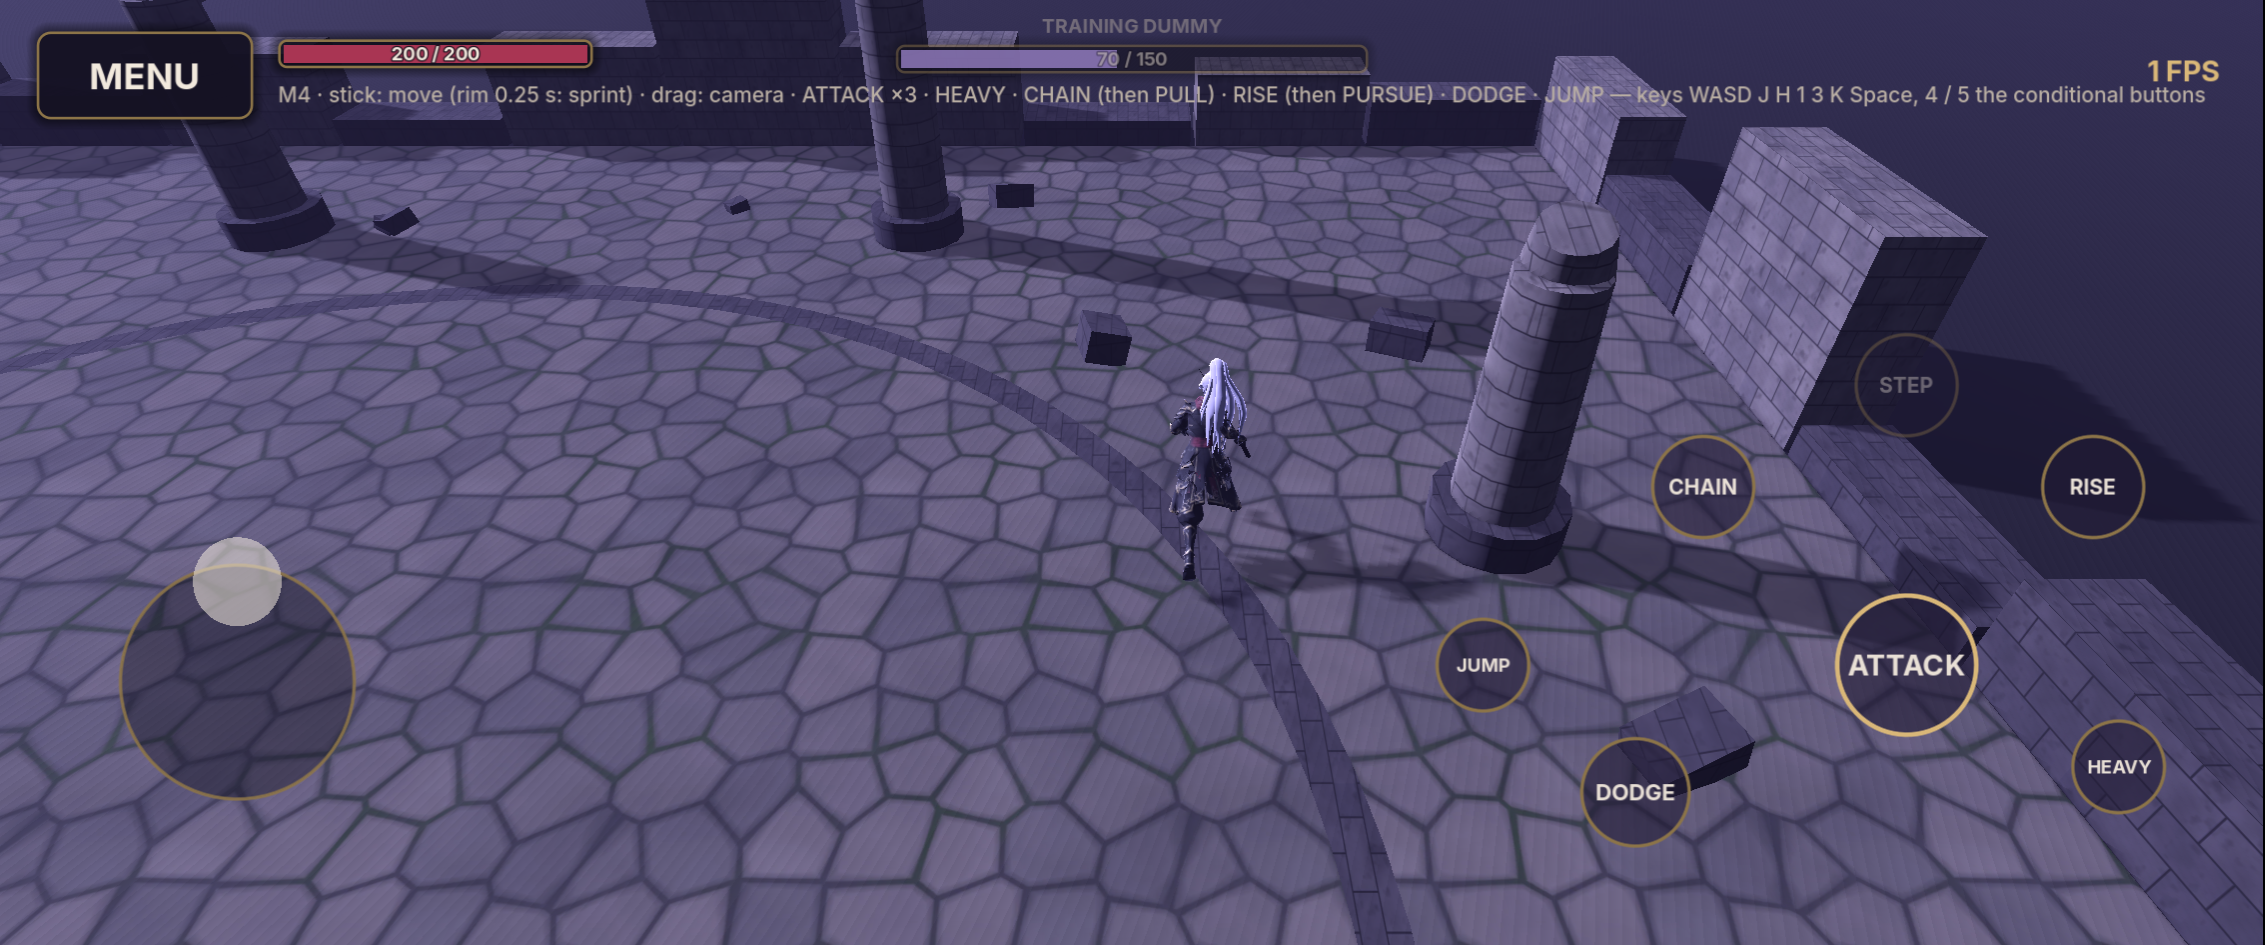 TRAINING DUMMY
MENU
200 / 200
70 / 150
1 FPS
M4 · stick: move (rim 0.25 s: sprint) · drag: camera · ATTACK ×3 · HEAVY · CHAIN (then PULL) · RISE (then PURSUE) · DODGE · JUMP — keys WASD J H 1 3 K Space, 4 / 5 the conditional buttons
STEP
CHAIN
RISE
JUMP
ATTACK
HEAVY
DODGE